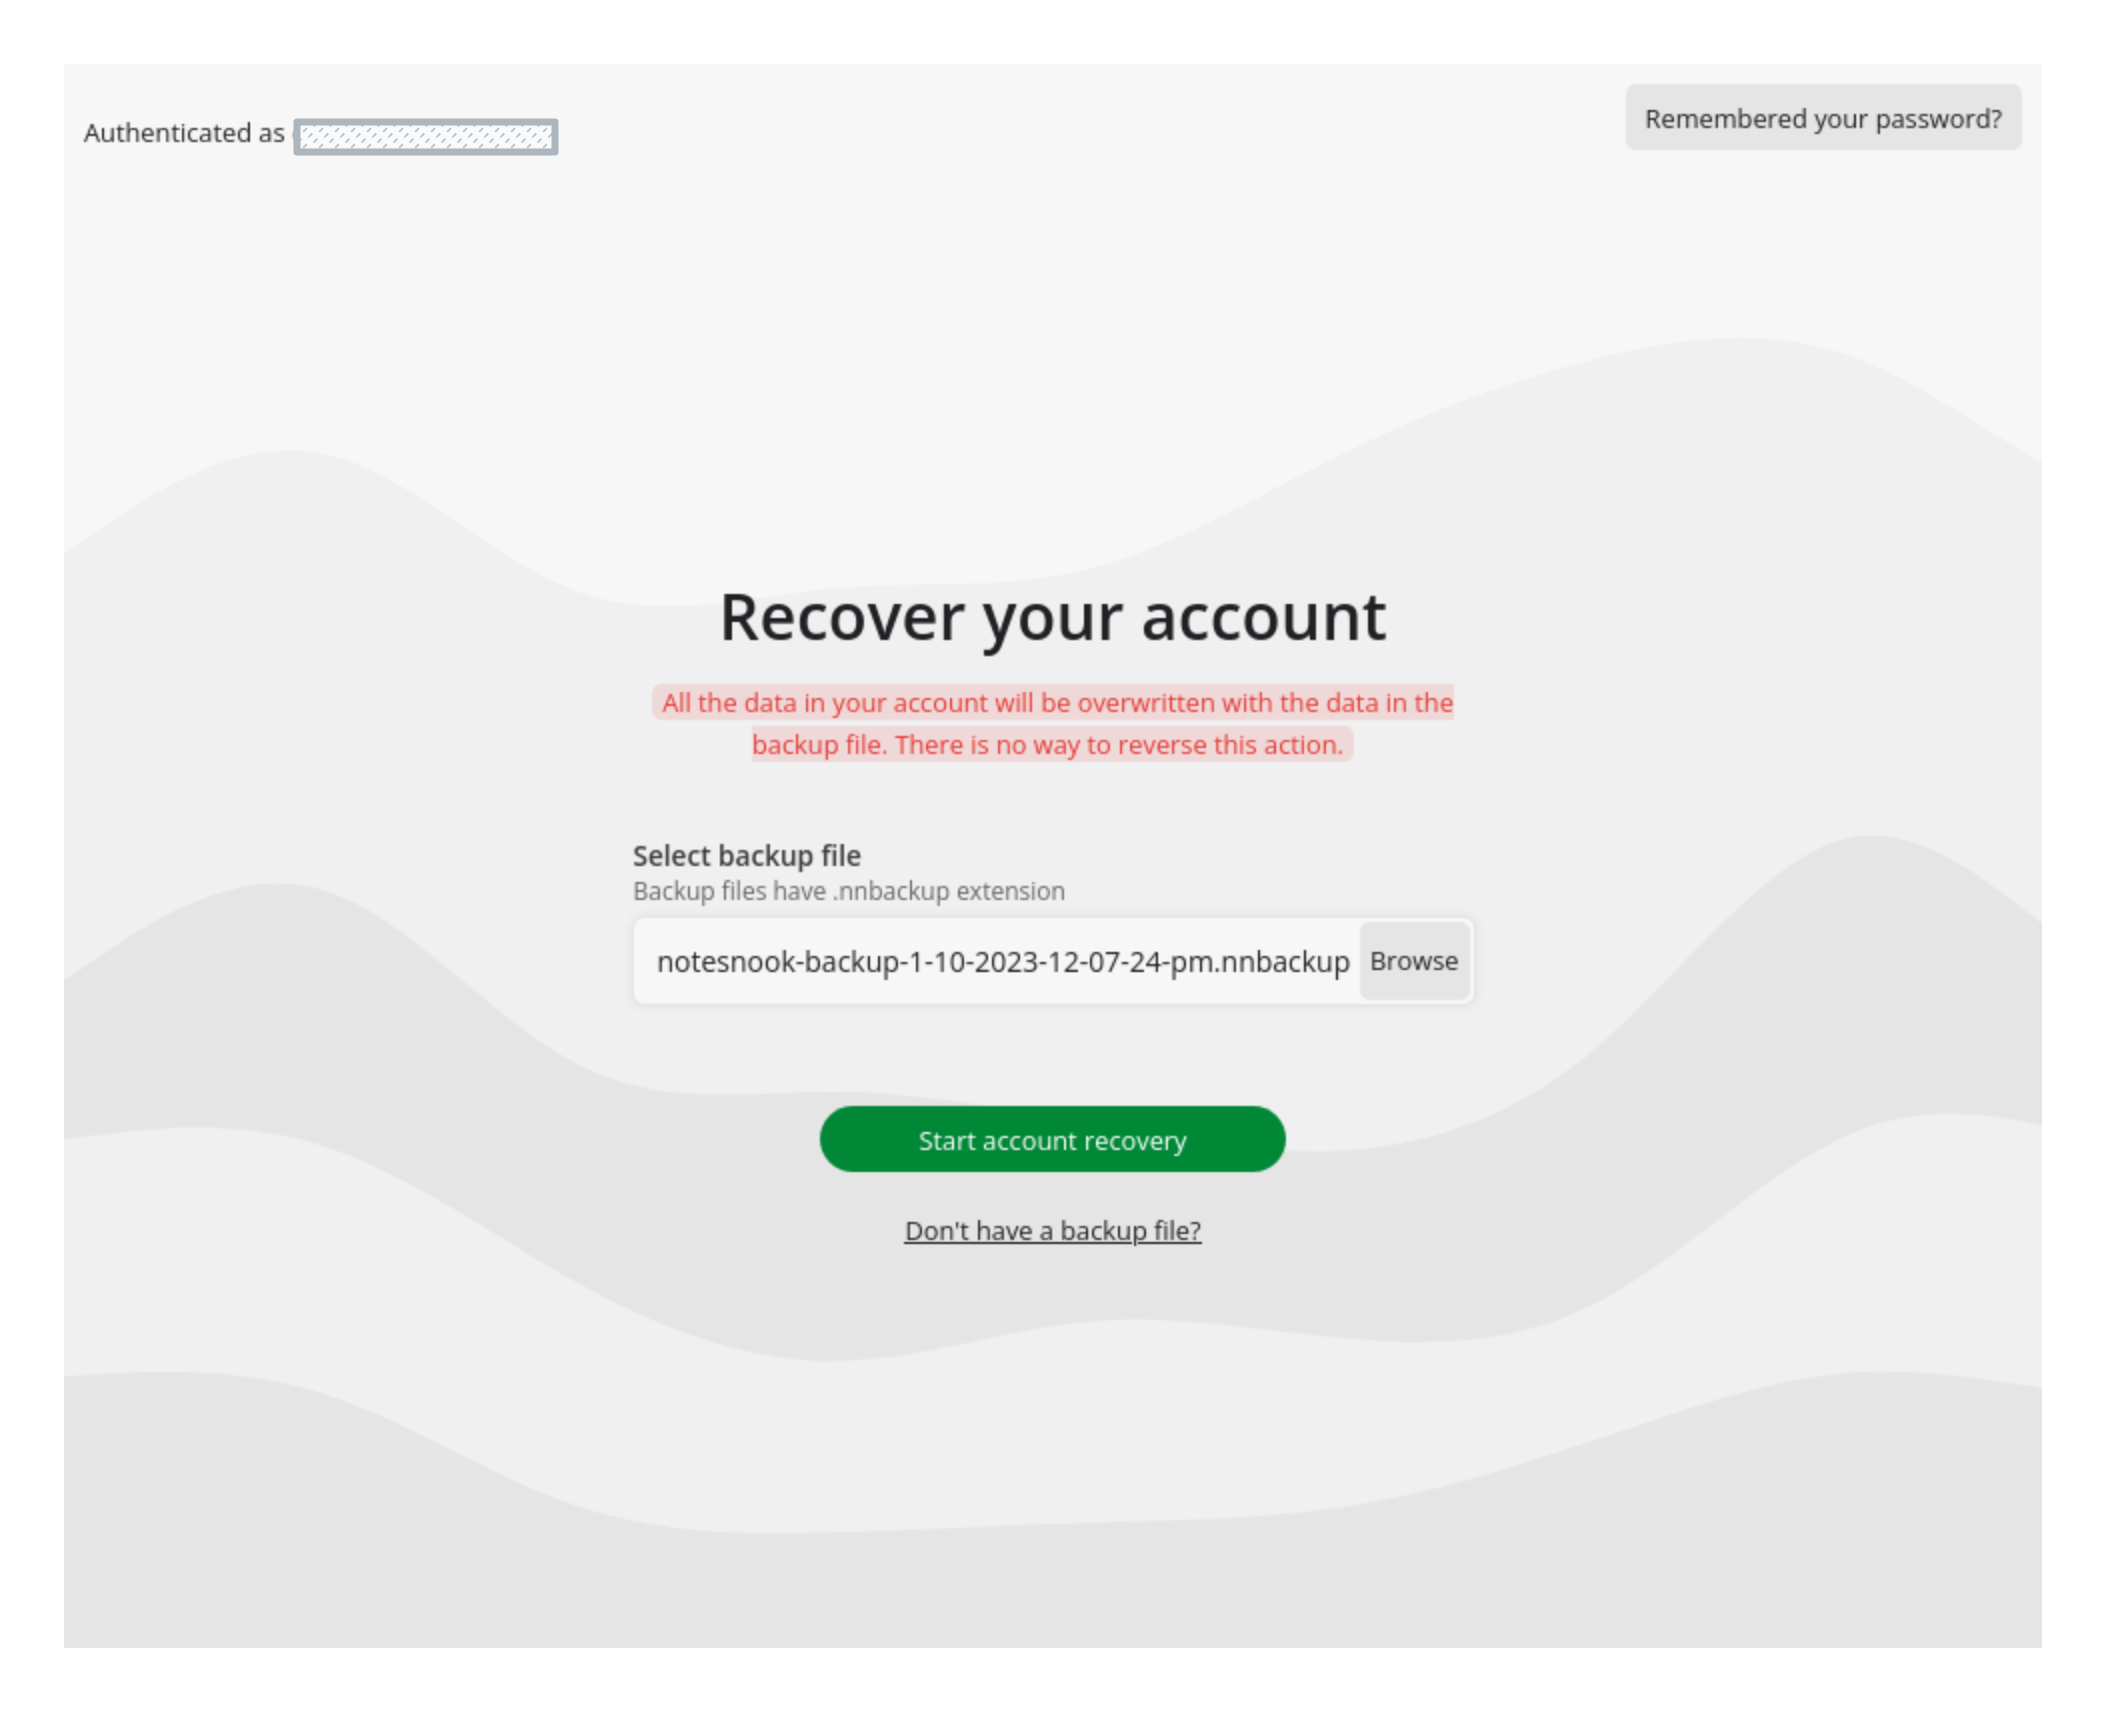 Authenticated as
Remembered your password?
Recover your account
All the data in your account will be overwritten with the data in the
backup file. There is no way to reverse this action.
Select backup file
Backup files have .nnbackup extension
notesnook-backup-1-10-2023-12-07-24-pm.nnbackup
Browse
Start account recovery
Don't have a backup file?